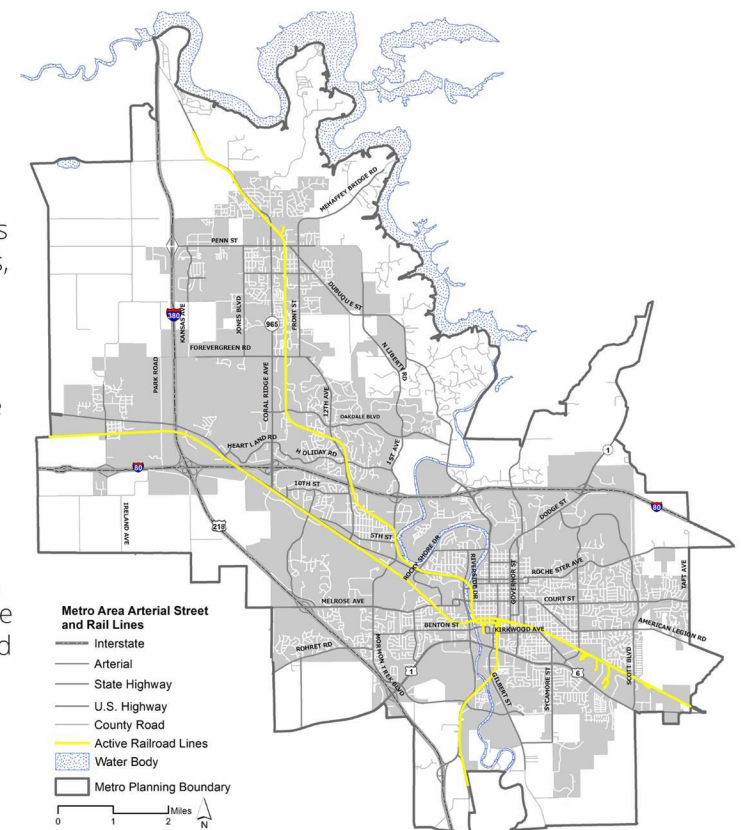 s
s,
e
e
d
MEHAFFEY BRIDGE RD
PENN ST
DUBUQUE ST
380
KANSAS AVE
JONES BLVD
965
FRONT ST
FOREVERGREEN RD
N LIBERTY RD
PARK ROAD
CORAL RIDGE AVE
12TH AVE
OAKDALE BLVD
HEARTLAND RD
HOLIDAY RD
1ST AVE
1
80
10TH ST
80
IRELAND AVE
218
DODGE ST
5TH ST
ROCKY SHORE DR
RIVERSIDE DR
GOVERNOR ST
ROCHESTER AVE
TAFT AVE
MELROSE AVE
COURT ST
BENTON ST
KIRKWOOD AVE
AMERICAN LEGION RD
ROHRET RD
MORMON TREK BLVD
1
GILBERT ST
SYCAMORE ST
6
SCOTT BLVD
Metro Area Arterial Street
and Rail Lines
Interstate
Arterial
State Highway
U.S. Highway
County Road
Active Railroad Lines
Water Body
Metro Planning Boundary
Miles
0 1 2
N